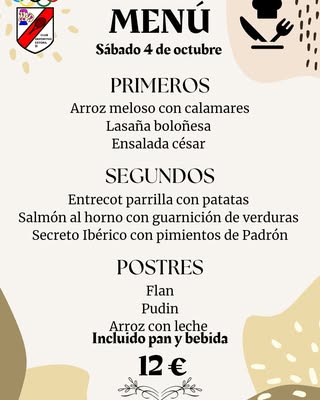 MENÚ
Sábado 4 de octubre
PRIMEROS
Arroz meloso con calamares
Lasaña boloñesa
Ensalada césar
SEGUNDOS
Entrecot parrilla con patatas
Salmón al horno con guarnición de verduras
Secreto Ibérico con pimientos de Padrón
POSTRES
Flan
Pudin
Arroz con leche
Incluido pan y bebida
12 €